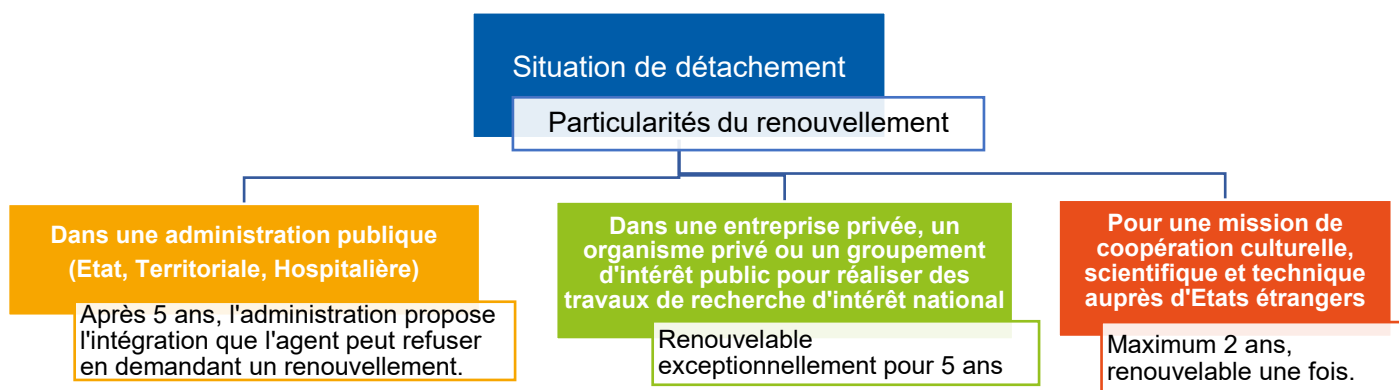 Situation de détachement
Particularités du renouvellement
Dans une administration publique
(Etat, Territoriale, Hospitalière)
Après 5 ans, l'administration propose
l'intégration que l'agent peut refuser
en demandant un renouvellement.
Dans une entreprise privée, un
organisme privé ou un groupement
d'intérêt public pour réaliser des
travaux de recherche d'intérêt national
Renouvelable
exceptionnellement pour 5 ans
Pour une mission de
coopération culturelle,
scientifique et technique
auprès d'Etats étrangers
Maximum 2 ans,
renouvelable une fois.